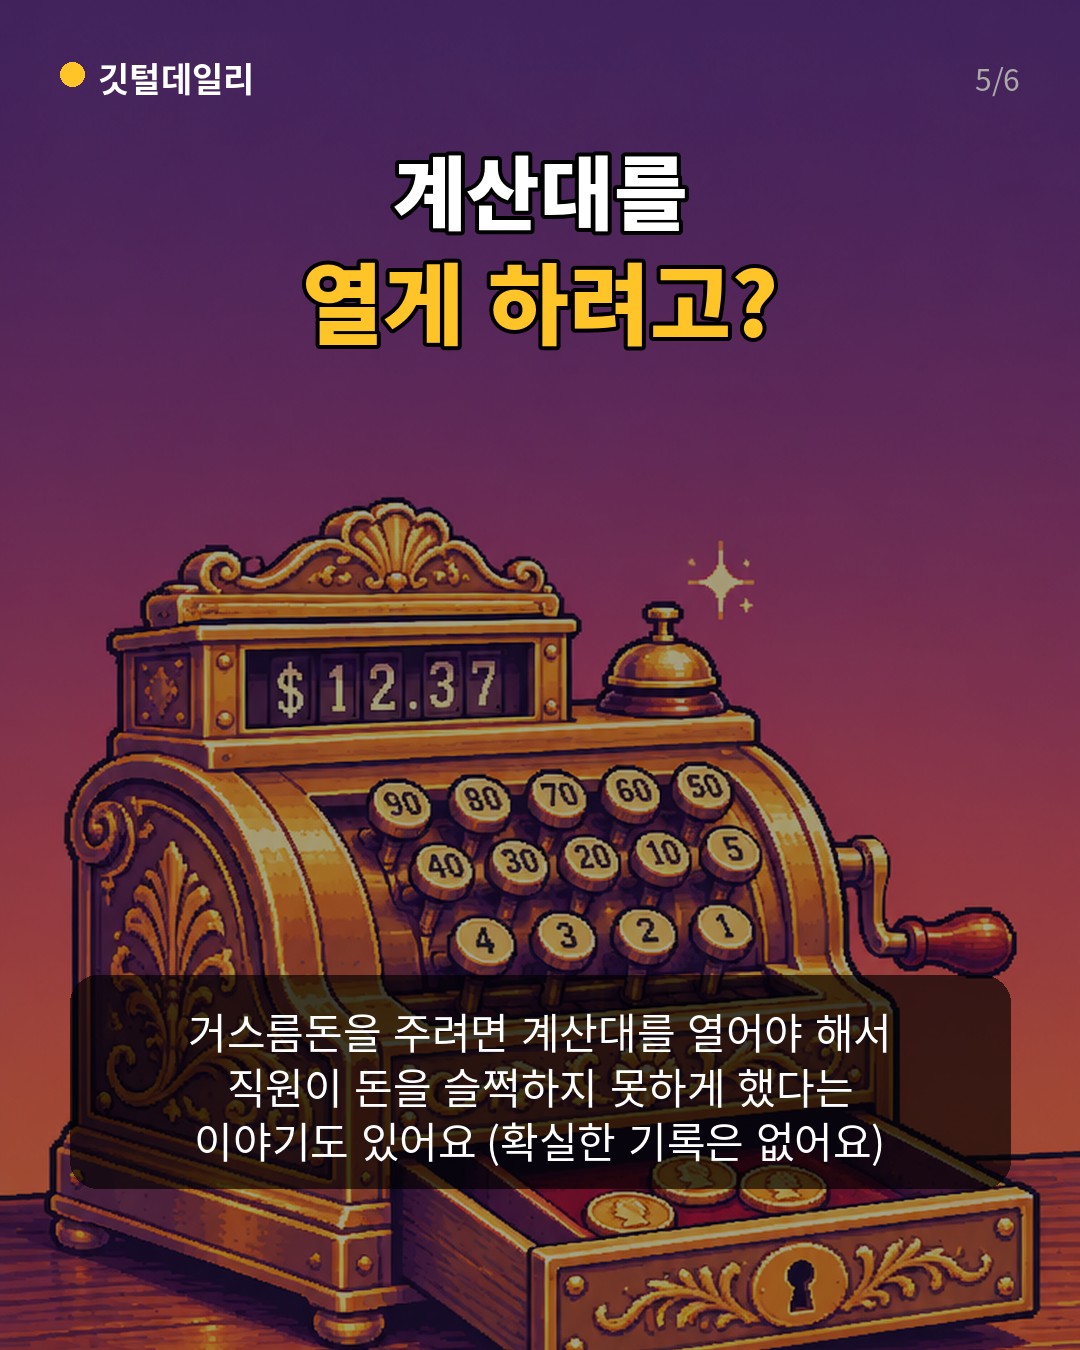 깃털데일리
5/6
계산대를
열게 하려고?
$12.37
90 80 70 60 50
40 30 20 10 5
4 3 2 1
거스름돈을 주려면 계산대를 열어야 해서
직원이 돈을 슬쩍하지 못하게 했다는
이야기도 있어요 (확실한 기록은 없어요)